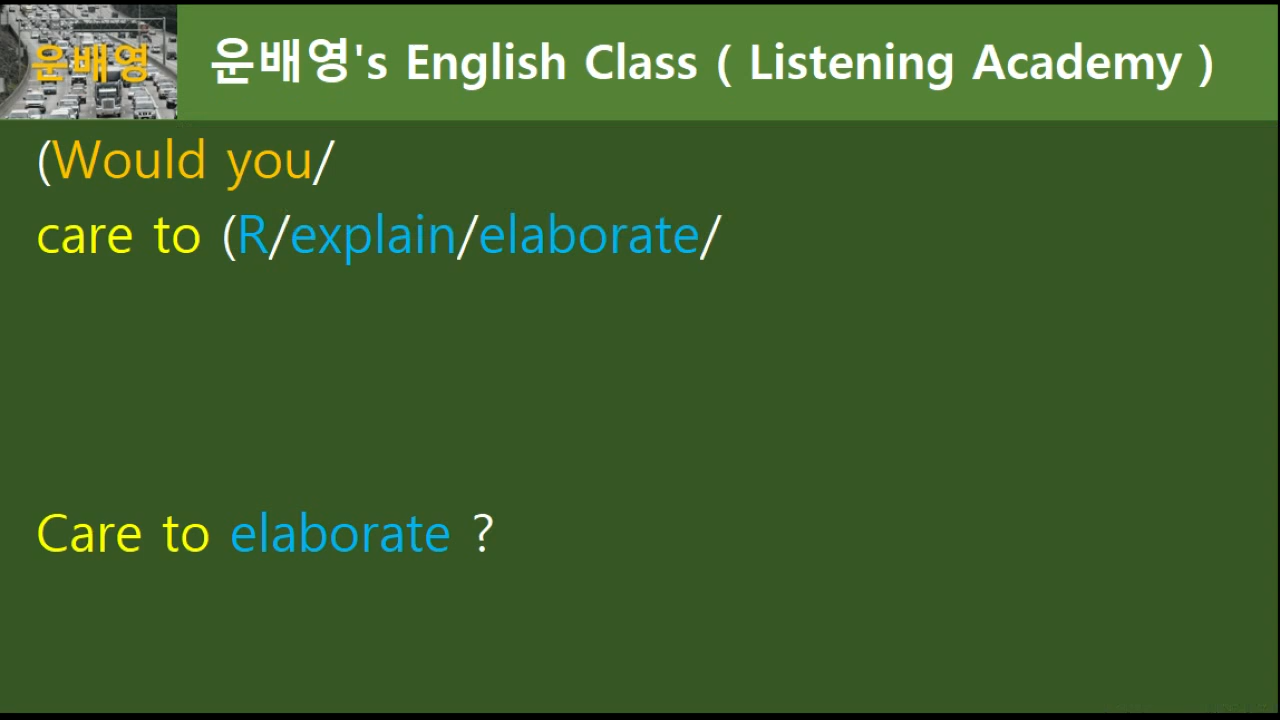 운배영
운배영's English Class ( Listening Academy )
(Would you/
care to (R/explain/elaborate/
Care to elaborate ?